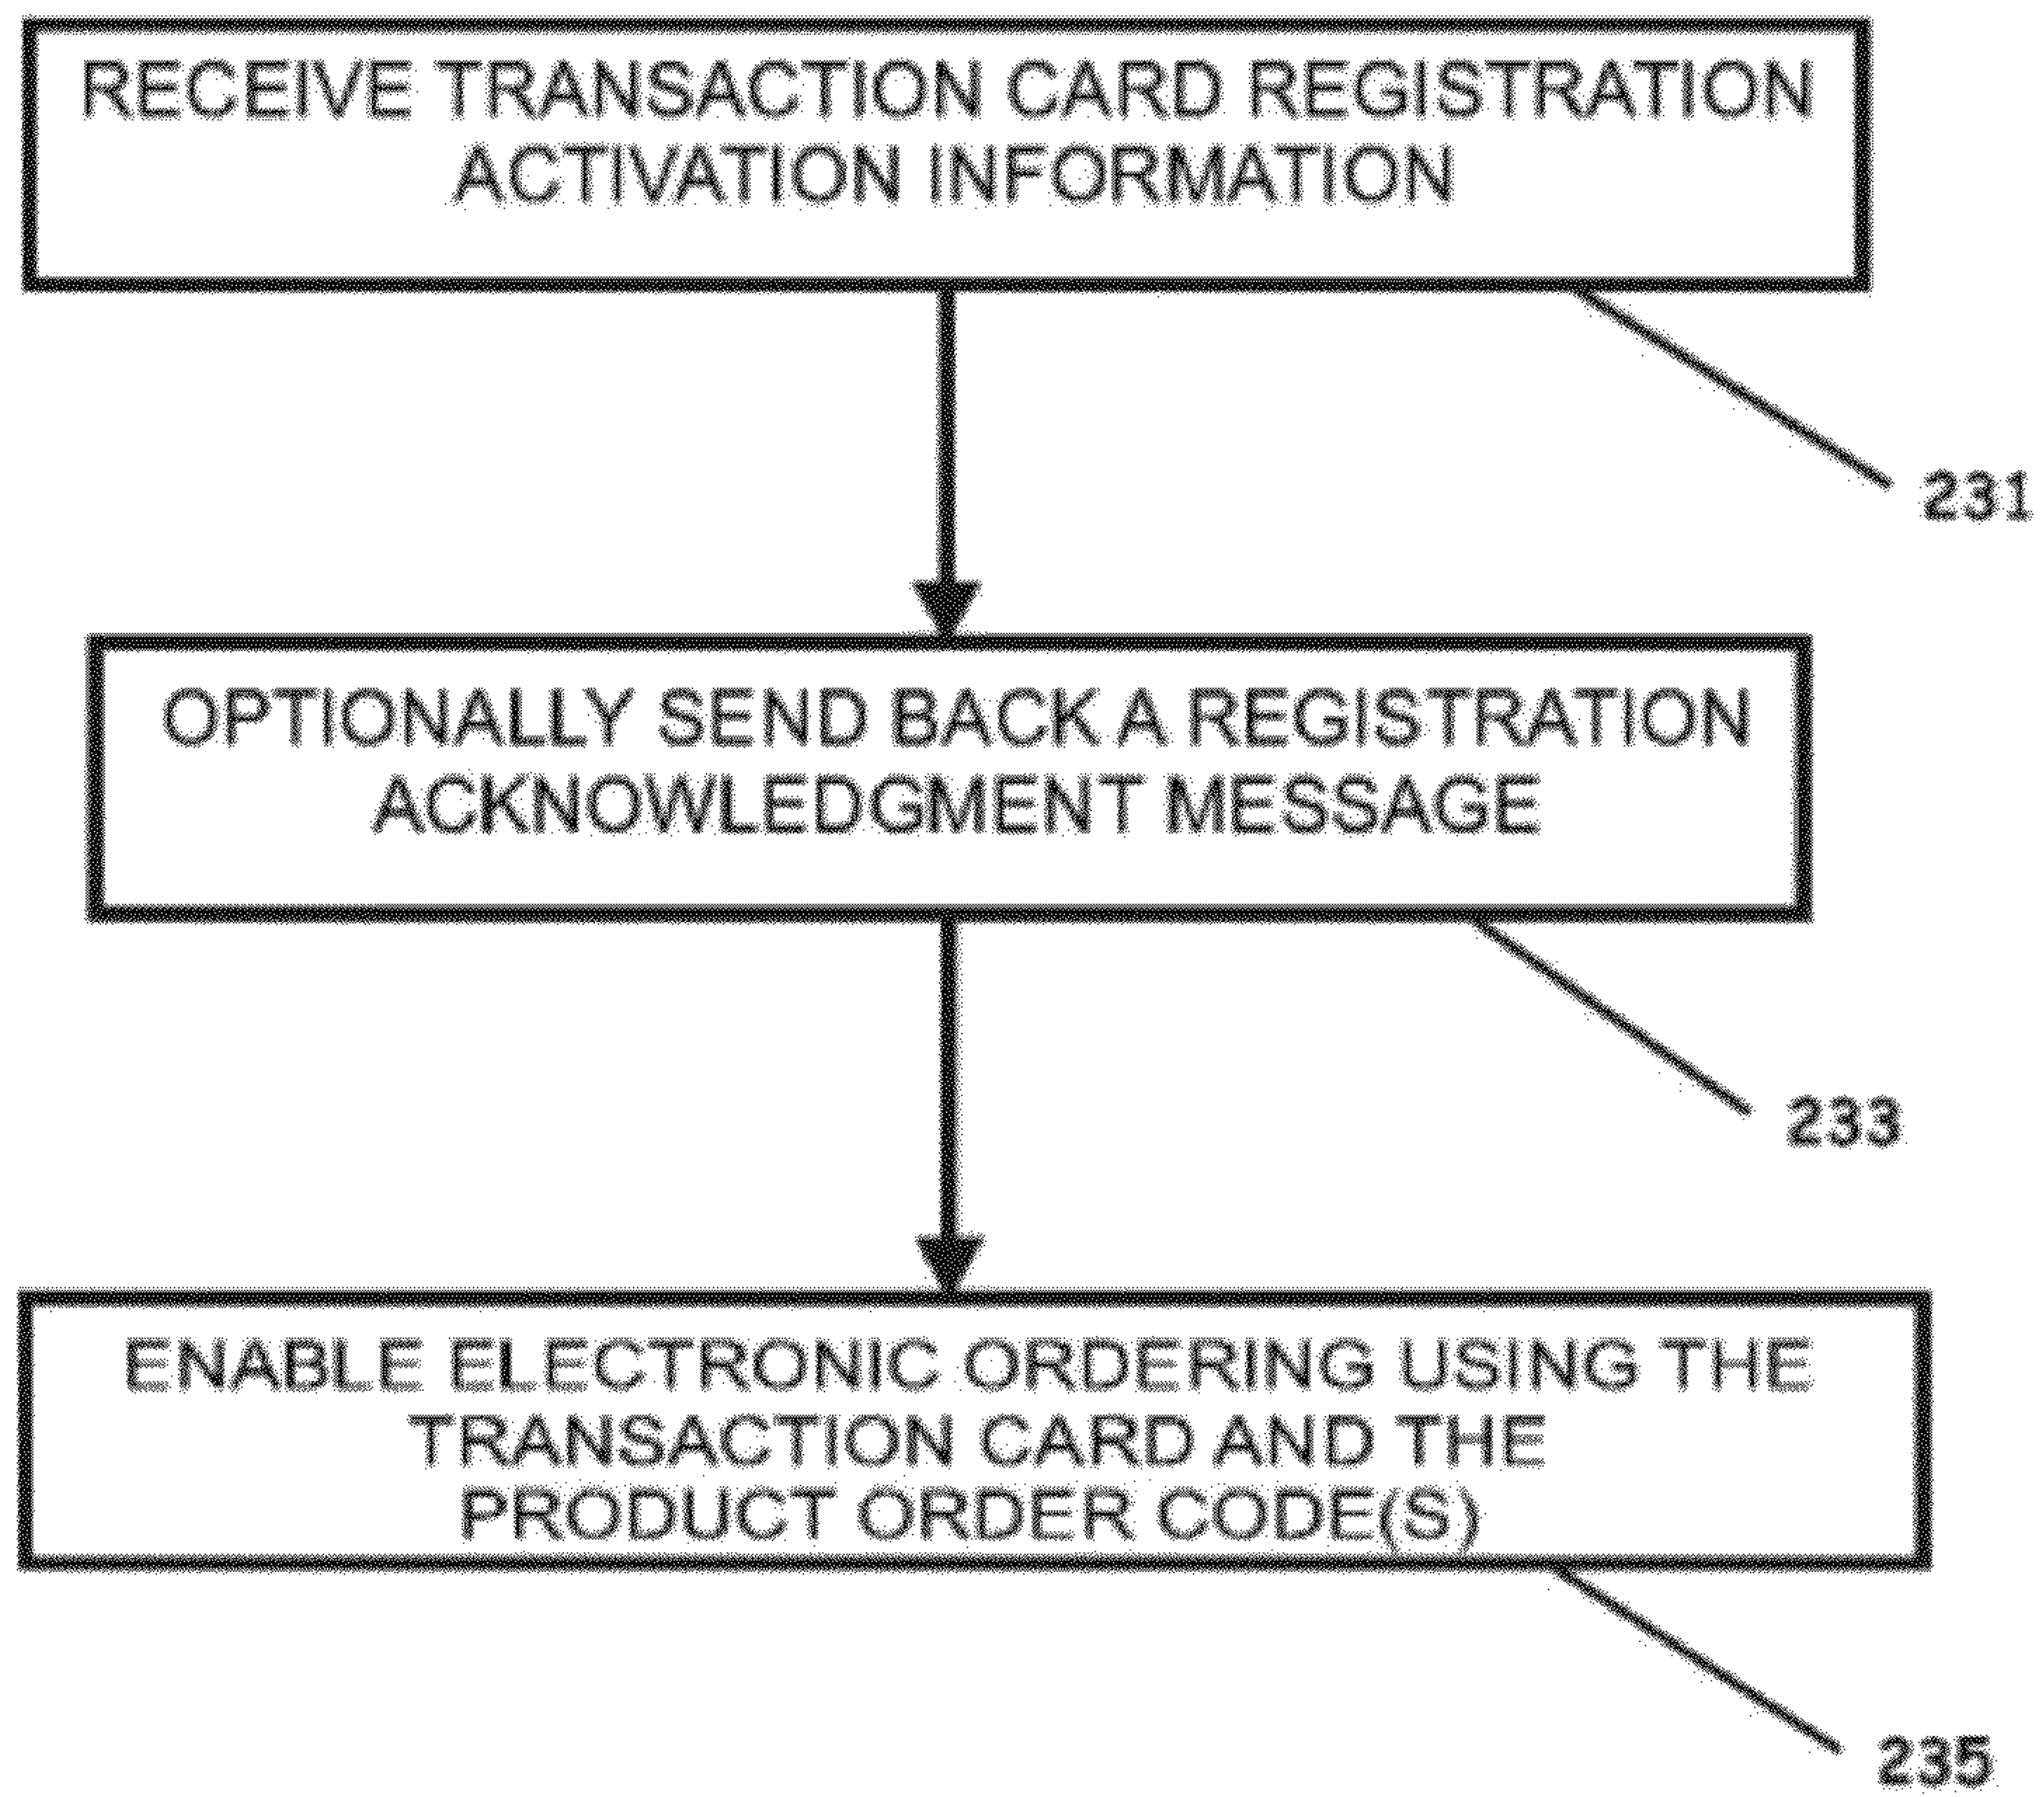 RECEIVE TRANSACTION CARD REGISTRATION
ACTIVATION INFORMATION
231
OPTIONALLY SEND BACK A REGISTRATION
ACKNOWLEDGMENT MESSAGE
233
ENABLE ELECTRONIC ORDERING USING THE
TRANSACTION CARD AND THE
PRODUCT ORDER CODE(S)
235